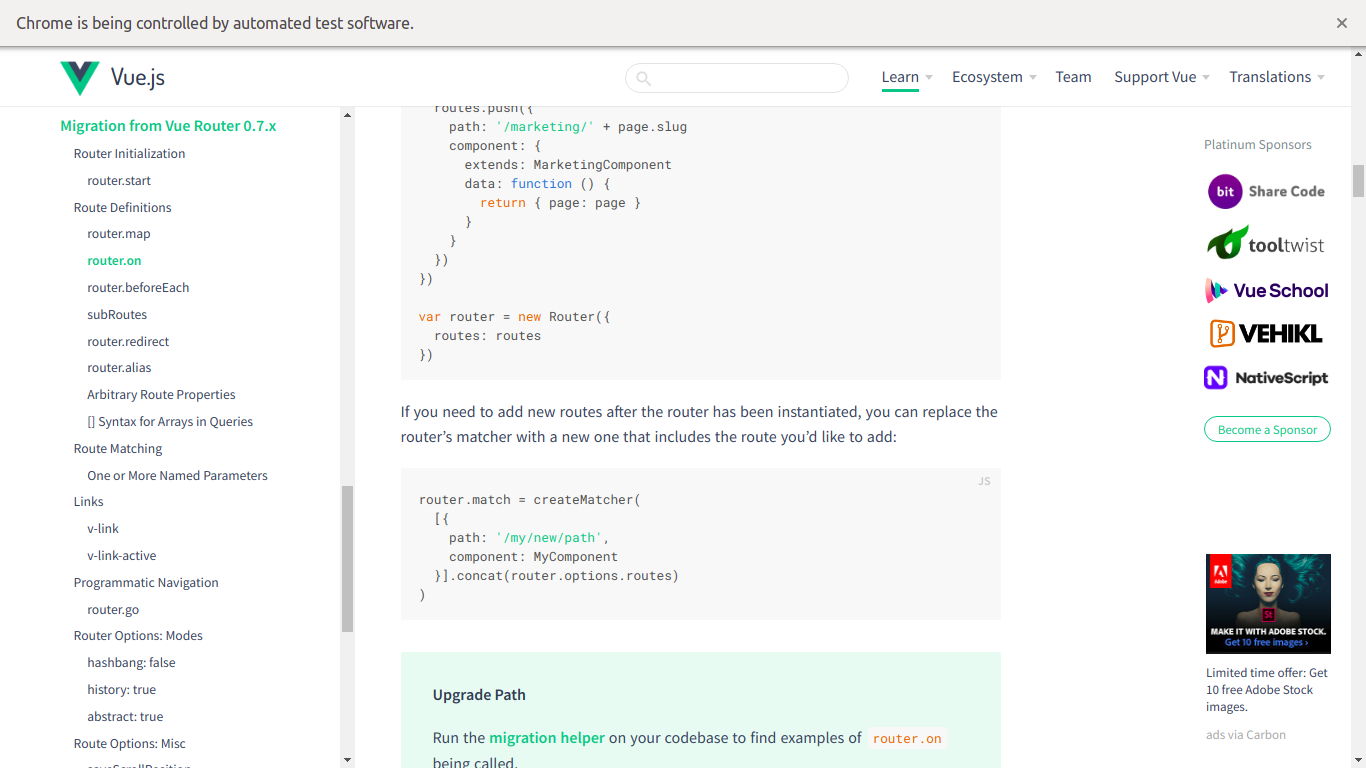 Chrome is being controlled by automated test software.
Vue.js
Learn
Ecosystem
Team
Support Vue
Translations
Migration from Vue Router 0.7.x
Router Initialization
router.start
Route Definitions
router.map
router.on
router.beforeEach
subRoutes
router.redirect
router.alias
Arbitrary Route Properties
[] Syntax for Arrays in Queries
Route Matching
One or More Named Parameters
Links
v-link
v-link-active
Programmatic Navigation
router.go
Router Options: Modes
hashbang: false
history: true
abstract: true
Route Options: Misc
saveScrollPosition
routes.push({
path: '/marketing/' + page.slug
component: {
extends: MarketingComponent
data: function () {
return { page: page }
}
}
})
})
var router = new Router({
routes: routes
})
If you need to add new routes after the router has been instantiated, you can replace the
router’s matcher with a new one that includes the route you’d like to add:
JS
router.match = createMatcher(
[{
path: '/my/new/path',
component: MyComponent
}].concat(router.options.routes)
)
Upgrade Path
Run the migration helper on your codebase to find examples of router.on
being called.
Platinum Sponsors
bit Share Code
tooltwist
Vue School
VEHIKL
N NativeScript
Become a Sponsor
Adobe
St
MAKE IT WITH ADOBE STOCK.
Get 10 free images ›
Limited time offer: Get
10 free Adobe Stock
images.
ads via Carbon